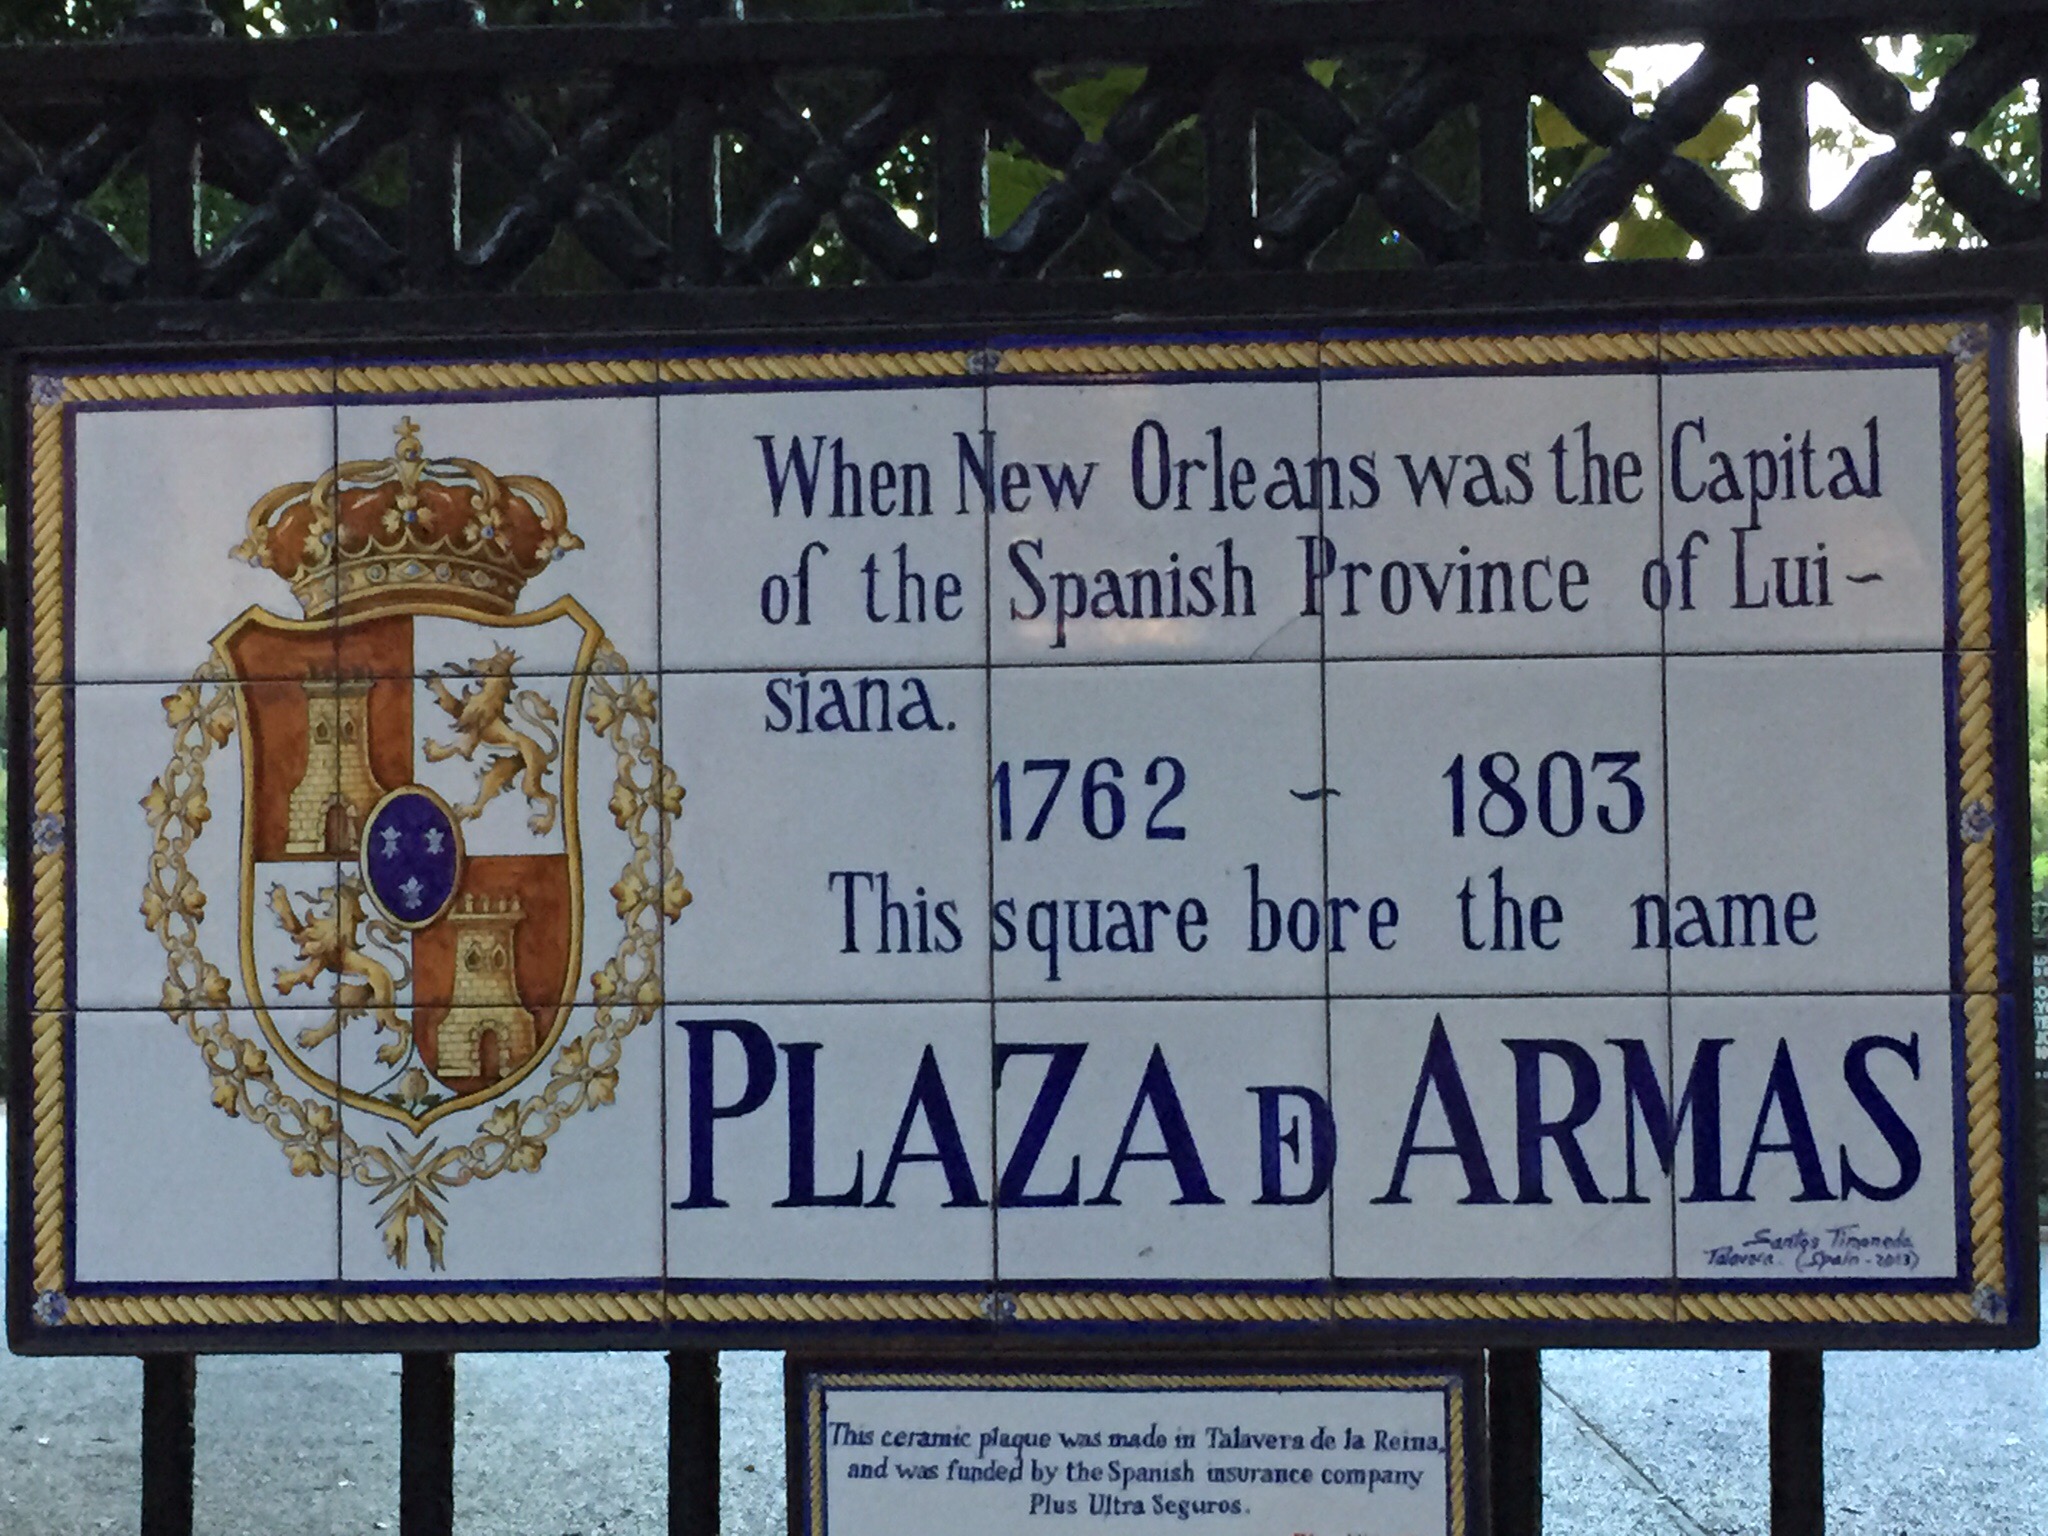 When New Orleans was the Capital
of the Spanish Province of Lui-
siana.
1762 - 1803
This square bore the name
PLAZA DE ARMAS
Santos Timoneda
Talavera. (Spain-2013)
This ceramic plaque was made in Talavera de la Reina,
and was funded by the Spanish insurance company
Plus Ultra Seguros.